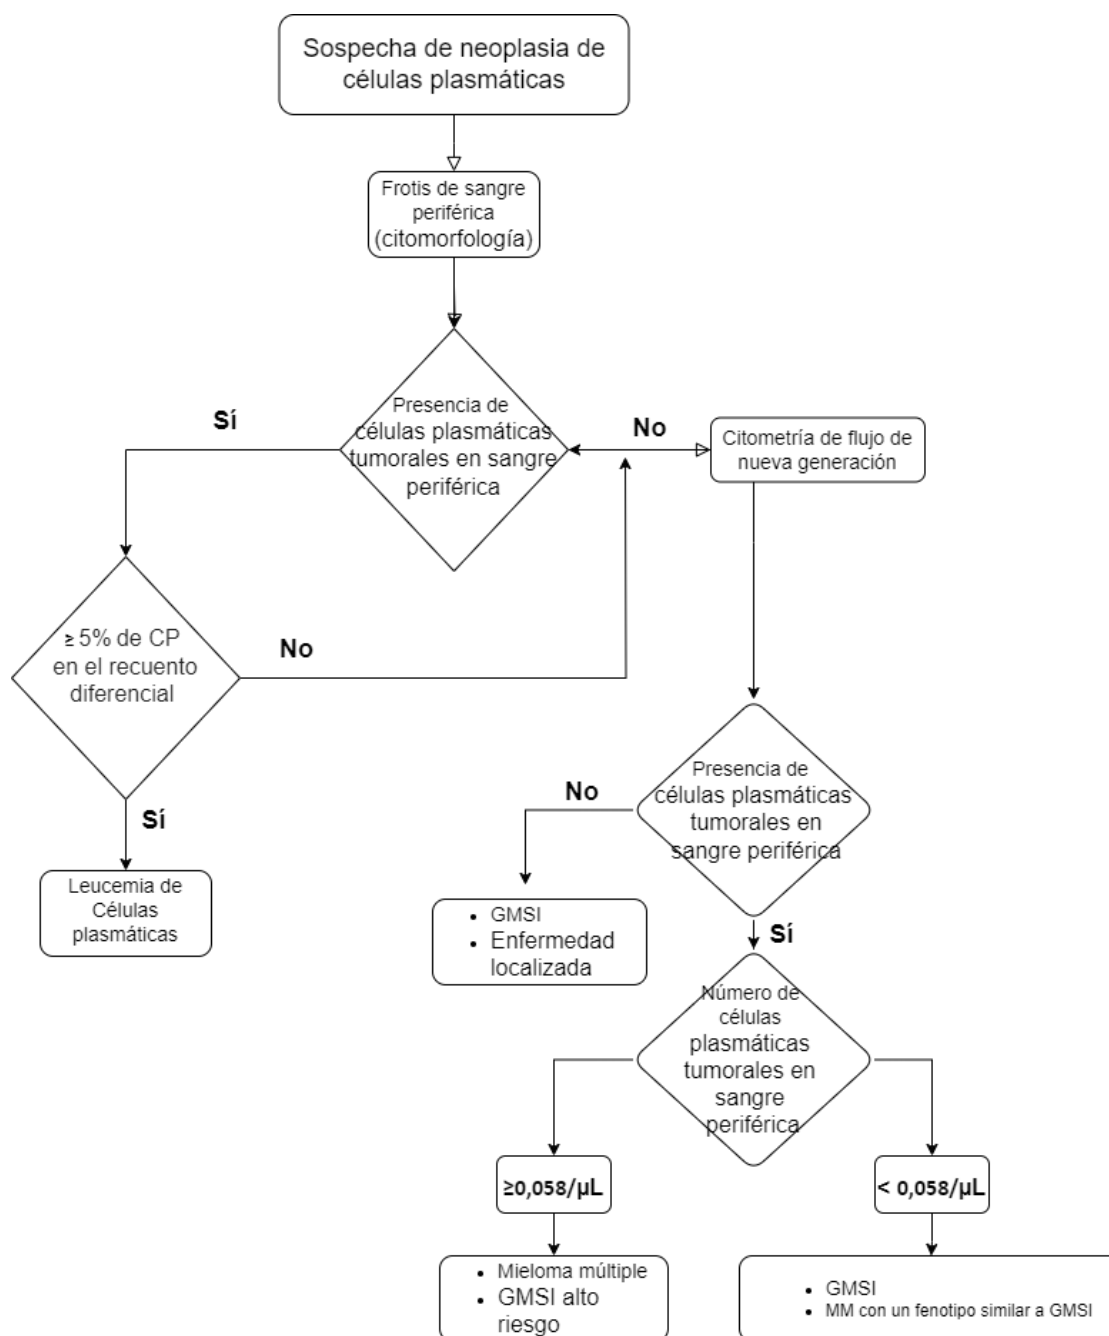 Sospecha de neoplasia de
células plasmáticas
Frotis de sangre
periférica
(citomorfología)
Sí
Presencia de
células plasmáticas
tumorales en sangre
periférica
No
Citometría de flujo de
nueva generación
≥ 5% de CP
en el recuento
diferencial
No
Sí
Leucemia de
Células
plasmáticas
Presencia de
células plasmáticas
tumorales en
sangre periférica
No
• GMSI
• Enfermedad
localizada
Sí
Número de
células
plasmáticas
tumorales en
sangre
periférica
≥0,058/µL
< 0,058/µL
• Mieloma múltiple
• GMSI alto
riesgo
• GMSI
• MM con un fenotipo similar a GMSI